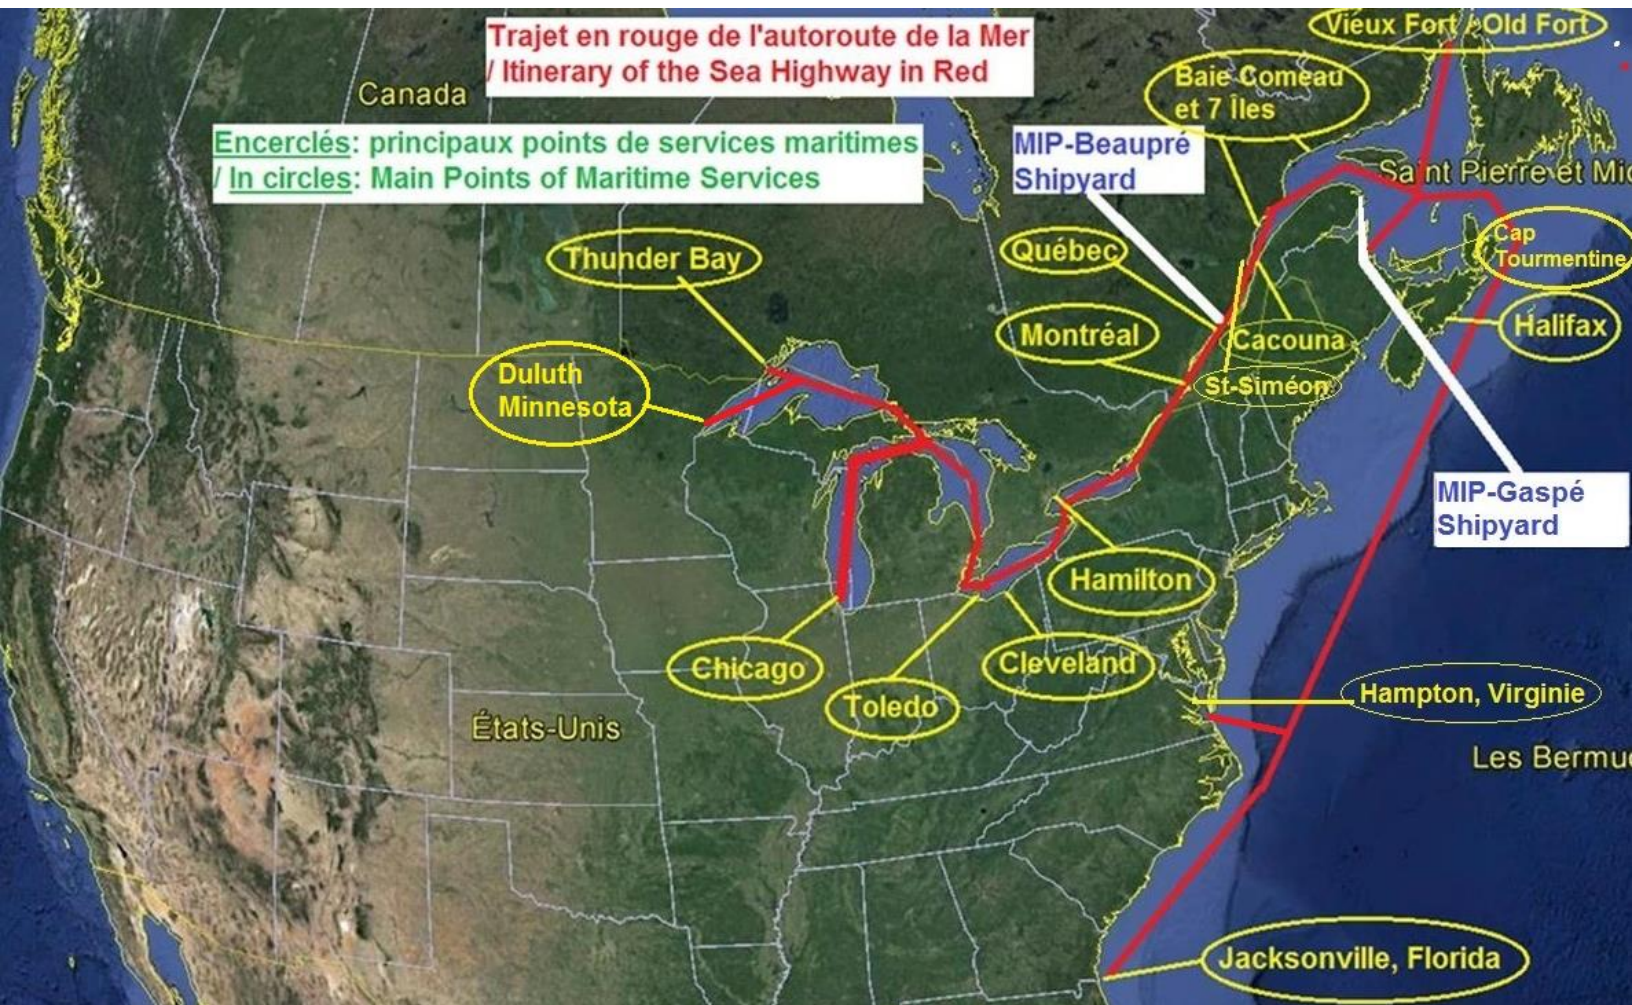 Vieux Fort / Old Fort
Trajet en rouge de l'autoroute de la Mer
/ Itinerary of the Sea Highway in Red
Baie Comeau
et 7 Îles
Canada
Encerclés: principaux points de services maritimes
/ In circles: Main Points of Maritime Services
MIP-Beaupré
Shipyard
Saint Pierre et Mic
Thunder Bay
Québec
Cap
Tourmentine
Montréal
Cacouna
Halifax
Duluth
Minnesota
St-Siméon
MIP-Gaspé
Shipyard
Hamilton
Chicago
Cleveland
Toledo
Hampton, Virginie
États-Unis
Les Bermu
Jacksonville, Florida